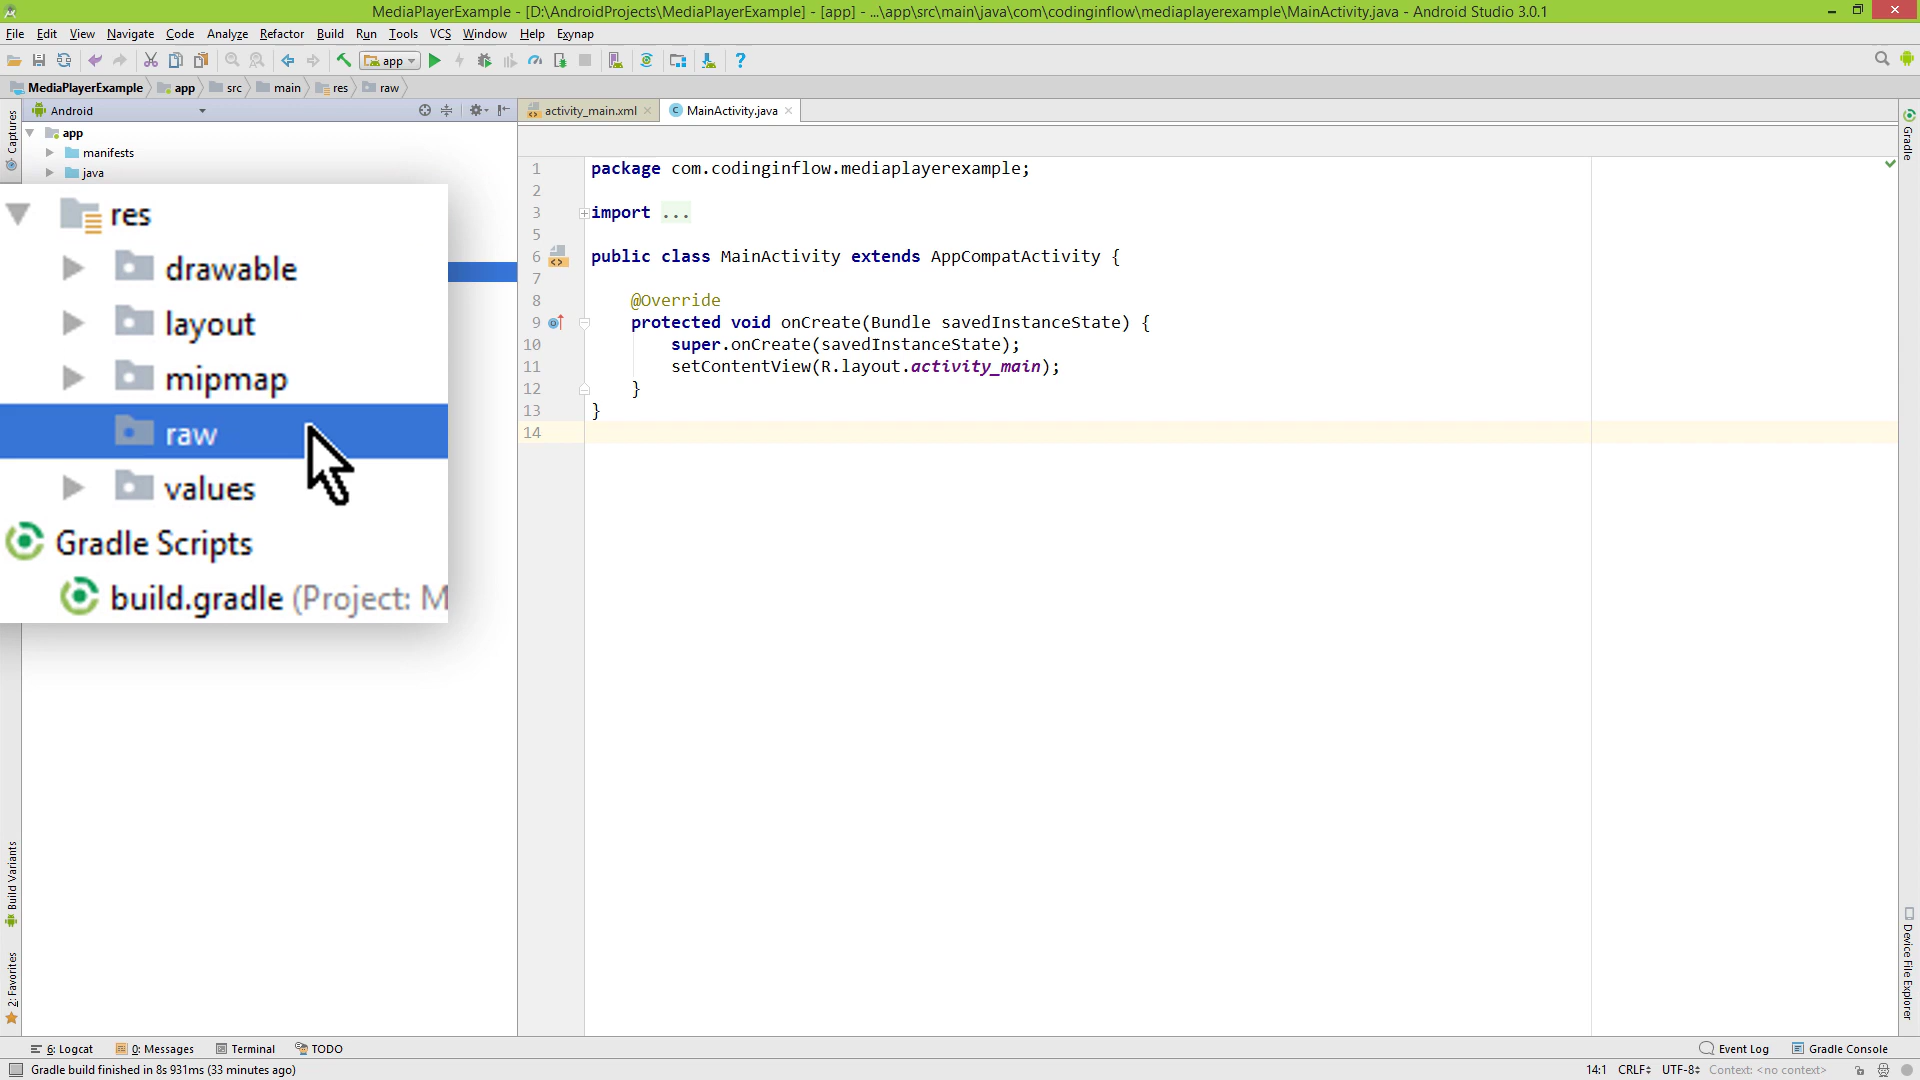 MediaPlayerExample - [D:\AndroidProjects\MediaPlayerExample] - [app] - ...\app\src\main\java\com\codinginflow\mediaplayerexample\MainActivity.java - Android Studio 3.0.1
File Edit View Navigate Code Analyze Refactor Build Run Tools VCS Window Help Exynap
app
MediaPlayerExample app src main res raw
Android
activity_main.xml MainActivity.java
Captures
Gradle
app
manifests
java
res
drawable
layout
mipmap
raw
values
Gradle Scripts
build.gradle (Project: M
1 package com.codinginflow.mediaplayerexample;
2
3 import ...
5
6 public class MainActivity extends AppCompatActivity {
7
8 @Override
9 protected void onCreate(Bundle savedInstanceState) {
10 super.onCreate(savedInstanceState);
11 setContentView(R.layout.activity_main);
12 }
13 }
14
Build Variants
2: Favorites
Device File Explorer
6: Logcat 0: Messages Terminal TODO Event Log Gradle Console
Gradle build finished in 8s 931ms (33 minutes ago) 14:1 CRLF UTF-8 Context: <no context>